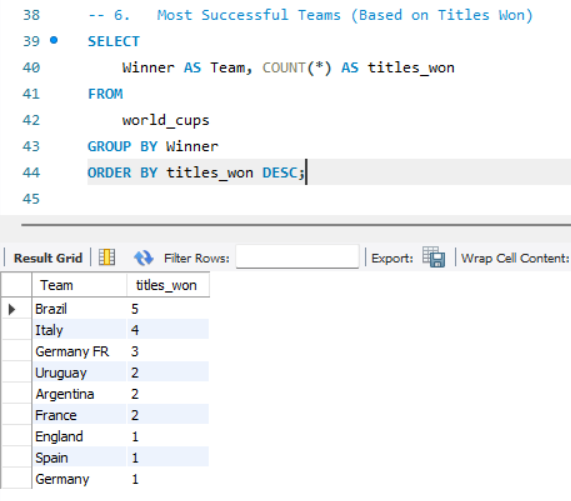 38 -- 6. Most Successful Teams (Based on Titles Won)
39 SELECT
40 Winner AS Team, COUNT(*) AS titles_won
41 FROM
42 world_cups
43 GROUP BY Winner
44 ORDER BY titles_won DESC;
45
Result Grid Filter Rows: Export: Wrap Cell Content:
Team titles_won
Brazil 5
Italy 4
Germany FR 3
Uruguay 2
Argentina 2
France 2
England 1
Spain 1
Germany 1